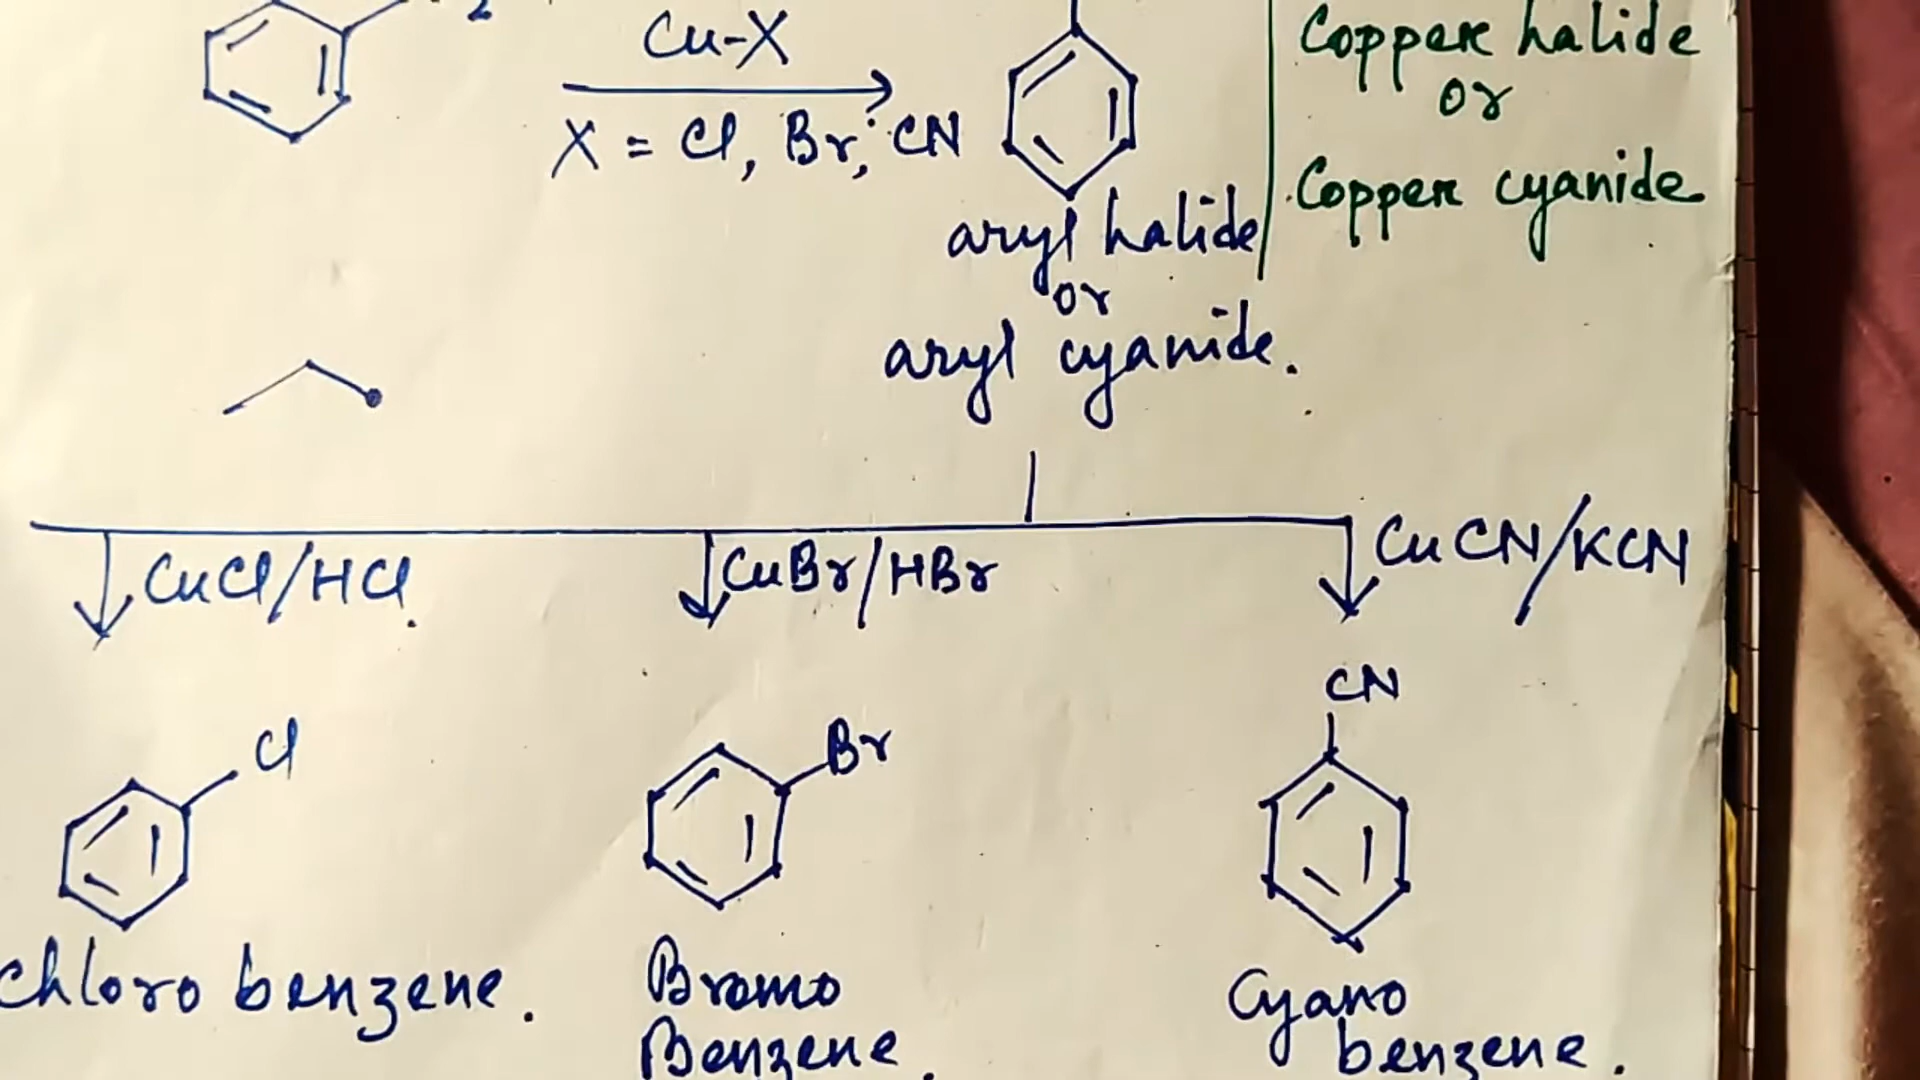 2
Cu-X
X = Cl, Br, CN
aryl halide
or
aryl cyanide.
Copper halide
or
Copper cyanide
CuCl/HCl.
CuBr/HBr
CuCN/KCN
Cl
Br
CN
chloro benzene.
Bromo
Benzene.
Cyano
benzene.